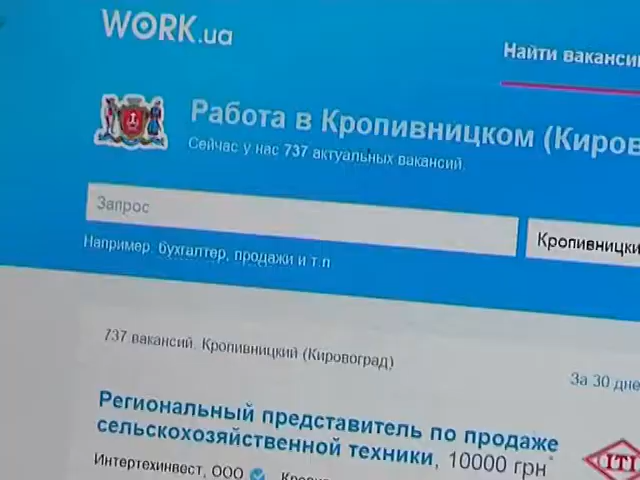 WORK.ua
Найти вакансии
Работа в Кропивницком (Киров
Сейчас у нас 737 актуальных вакансий.
Запрос
Кропивницки
Например: бухгалтер, продажи и т.п
737 вакансий. Кропивницкий (Кировоград)
За 30 дне
Региональный представитель по продаже
сельскохозяйственной техники, 10000 грн
Интертехинвест, ООО
ITI